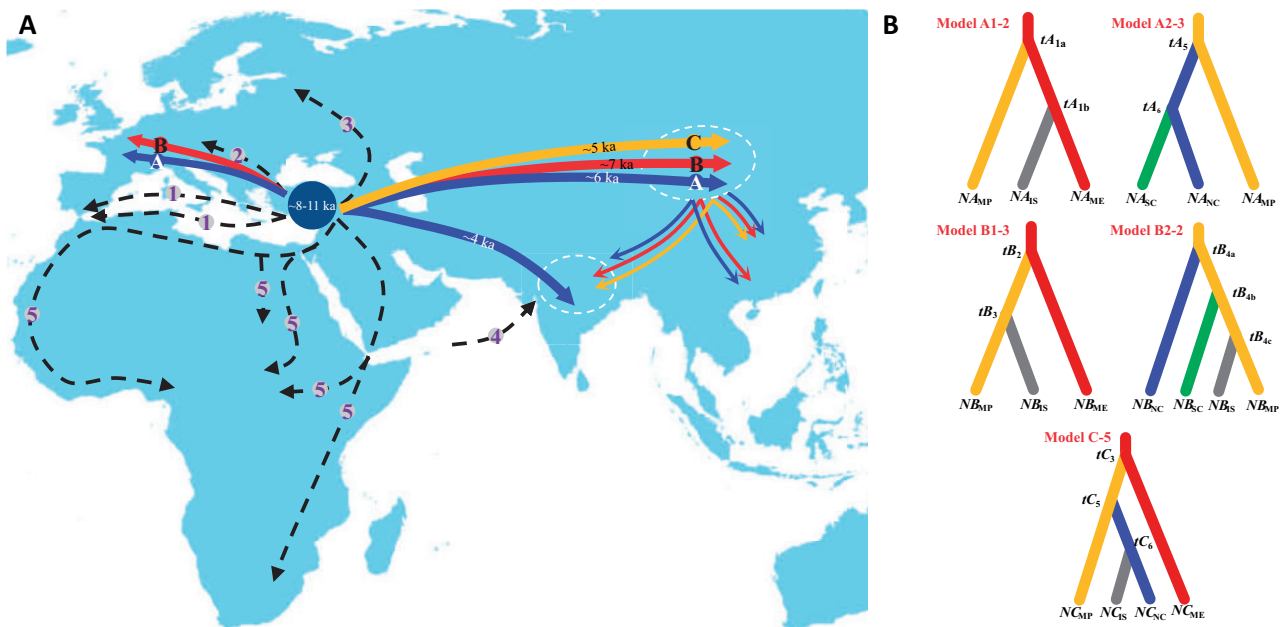 A
B
3
B
A
2
1
1
~8-11 ka
~5 ka
C
~7 ka
B
~6 ka
A
~4 ka
5
5
5
4
5
5
Model A1-2
tA1a
tA1b
NAMP
NAIS
NAME
Model A2-3
tA5
tA6
NASC
NANC
NAMP
Model B1-3
tB2
tB3
NBMP
NBIS
NBME
Model B2-2
tB4a
tB4b
tB4c
NBNC
NBSC
NBIS
NBMP
Model C-5
tC3
tC5
tC6
NCMP
NCIS
NCNC
NCME